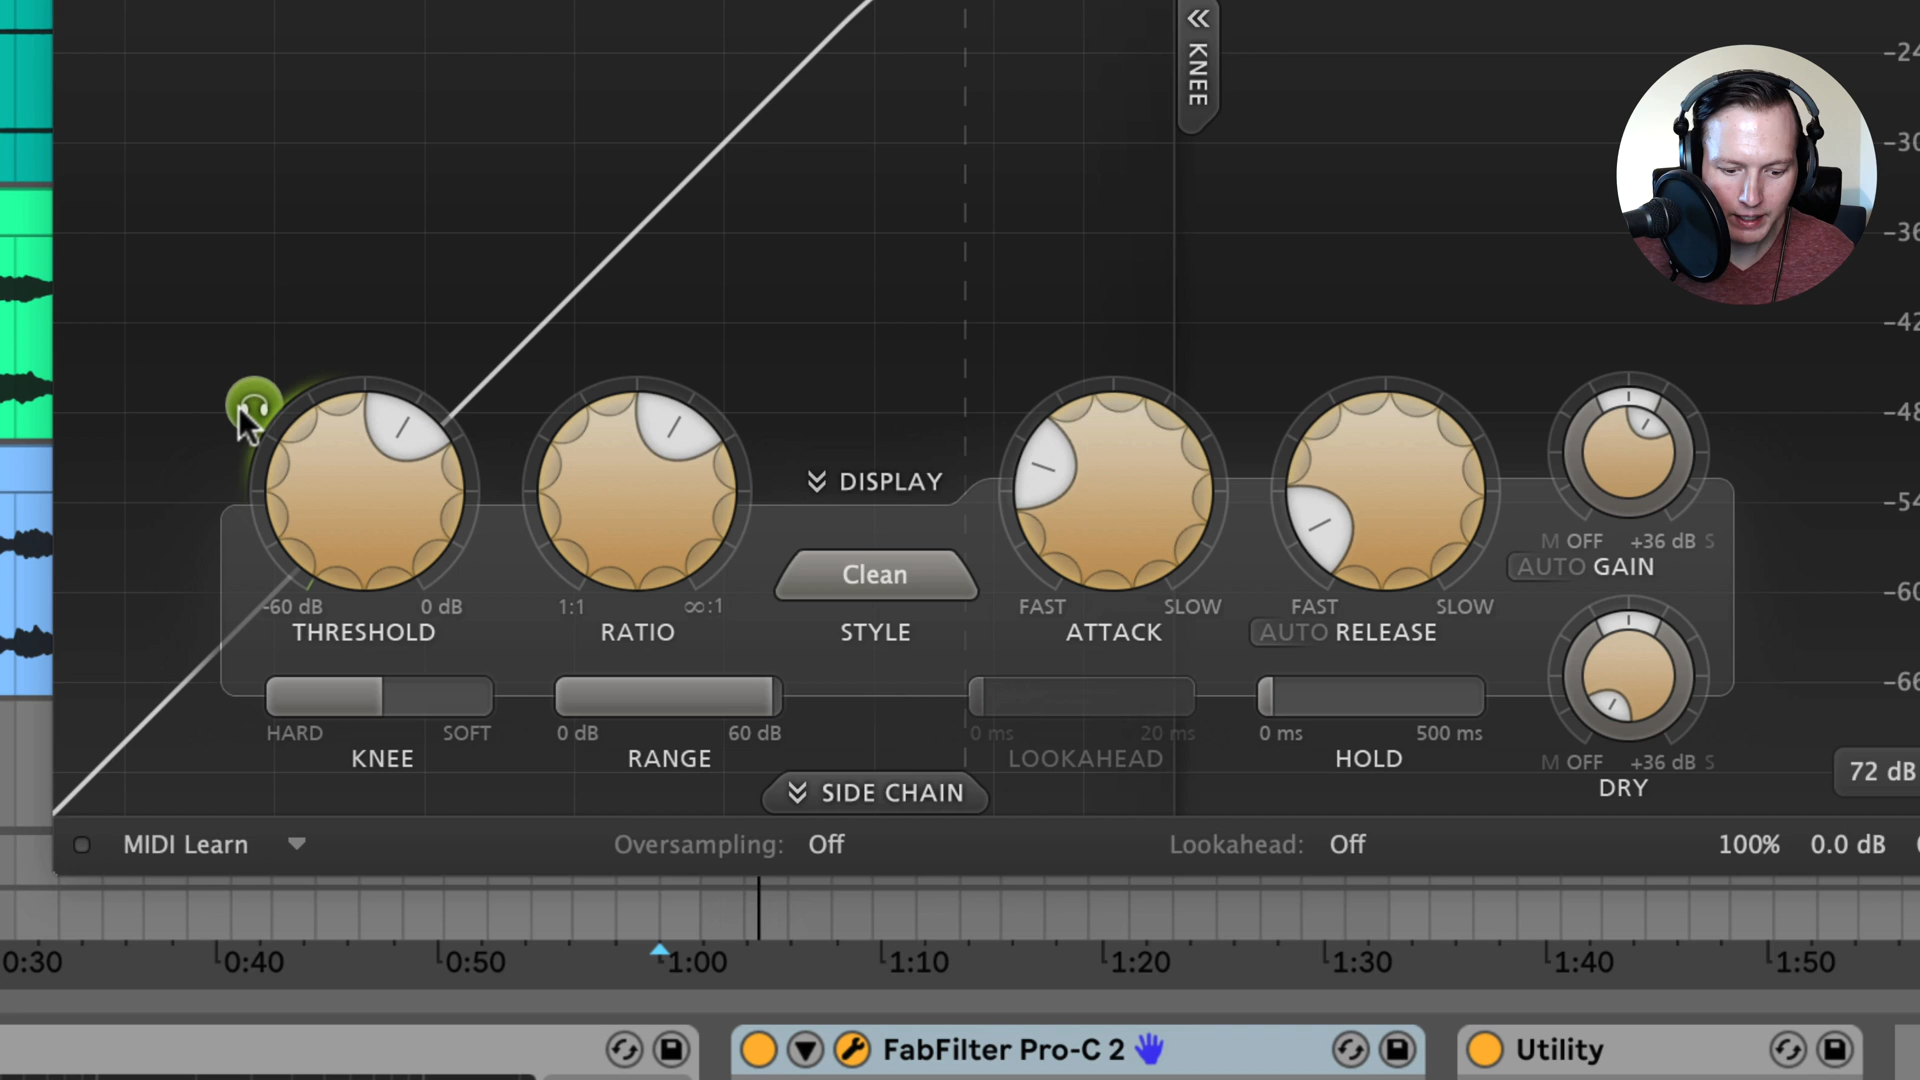 KNEE
-24
-30
-36
-42
-48
-54
-60
-66
DISPLAY
Clean
-60 dB 0 dB
THRESHOLD
1:1 ∞:1
RATIO
STYLE
FAST SLOW
ATTACK
FAST SLOW
AUTO RELEASE
M OFF +36 dB S
AUTO GAIN
HARD SOFT
KNEE
0 dB 60 dB
RANGE
0 ms 20 ms
LOOKAHEAD
0 ms 500 ms
HOLD
M OFF +36 dB S
DRY
72 dB
SIDE CHAIN
MIDI Learn Oversampling: Off Lookahead: Off 100% 0.0 dB
0:30 0:40 0:50 1:00 1:10 1:20 1:30 1:40 1:50
FabFilter Pro-C 2 Utility